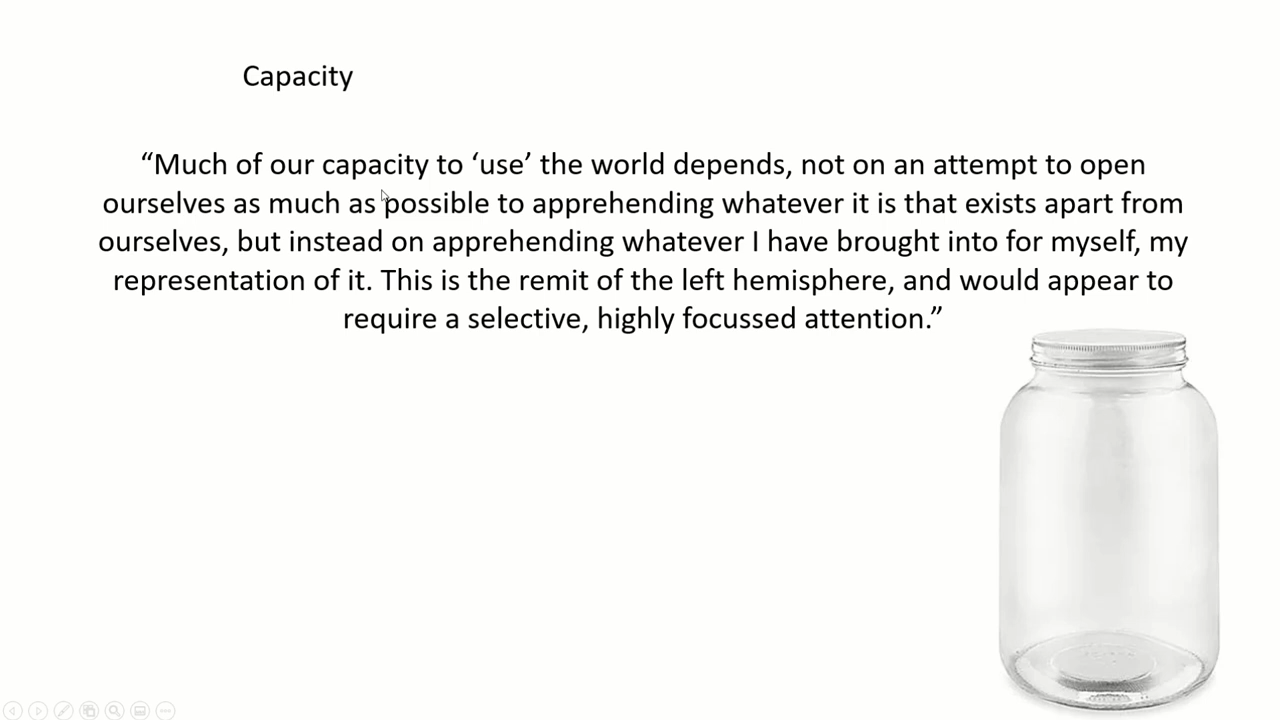 Capacity
“Much of our capacity to ‘use’ the world depends, not on an attempt to open
ourselves as much as possible to apprehending whatever it is that exists apart from
ourselves, but instead on apprehending whatever I have brought into for myself, my
representation of it. This is the remit of the left hemisphere, and would appear to
require a selective, highly focussed attention.”